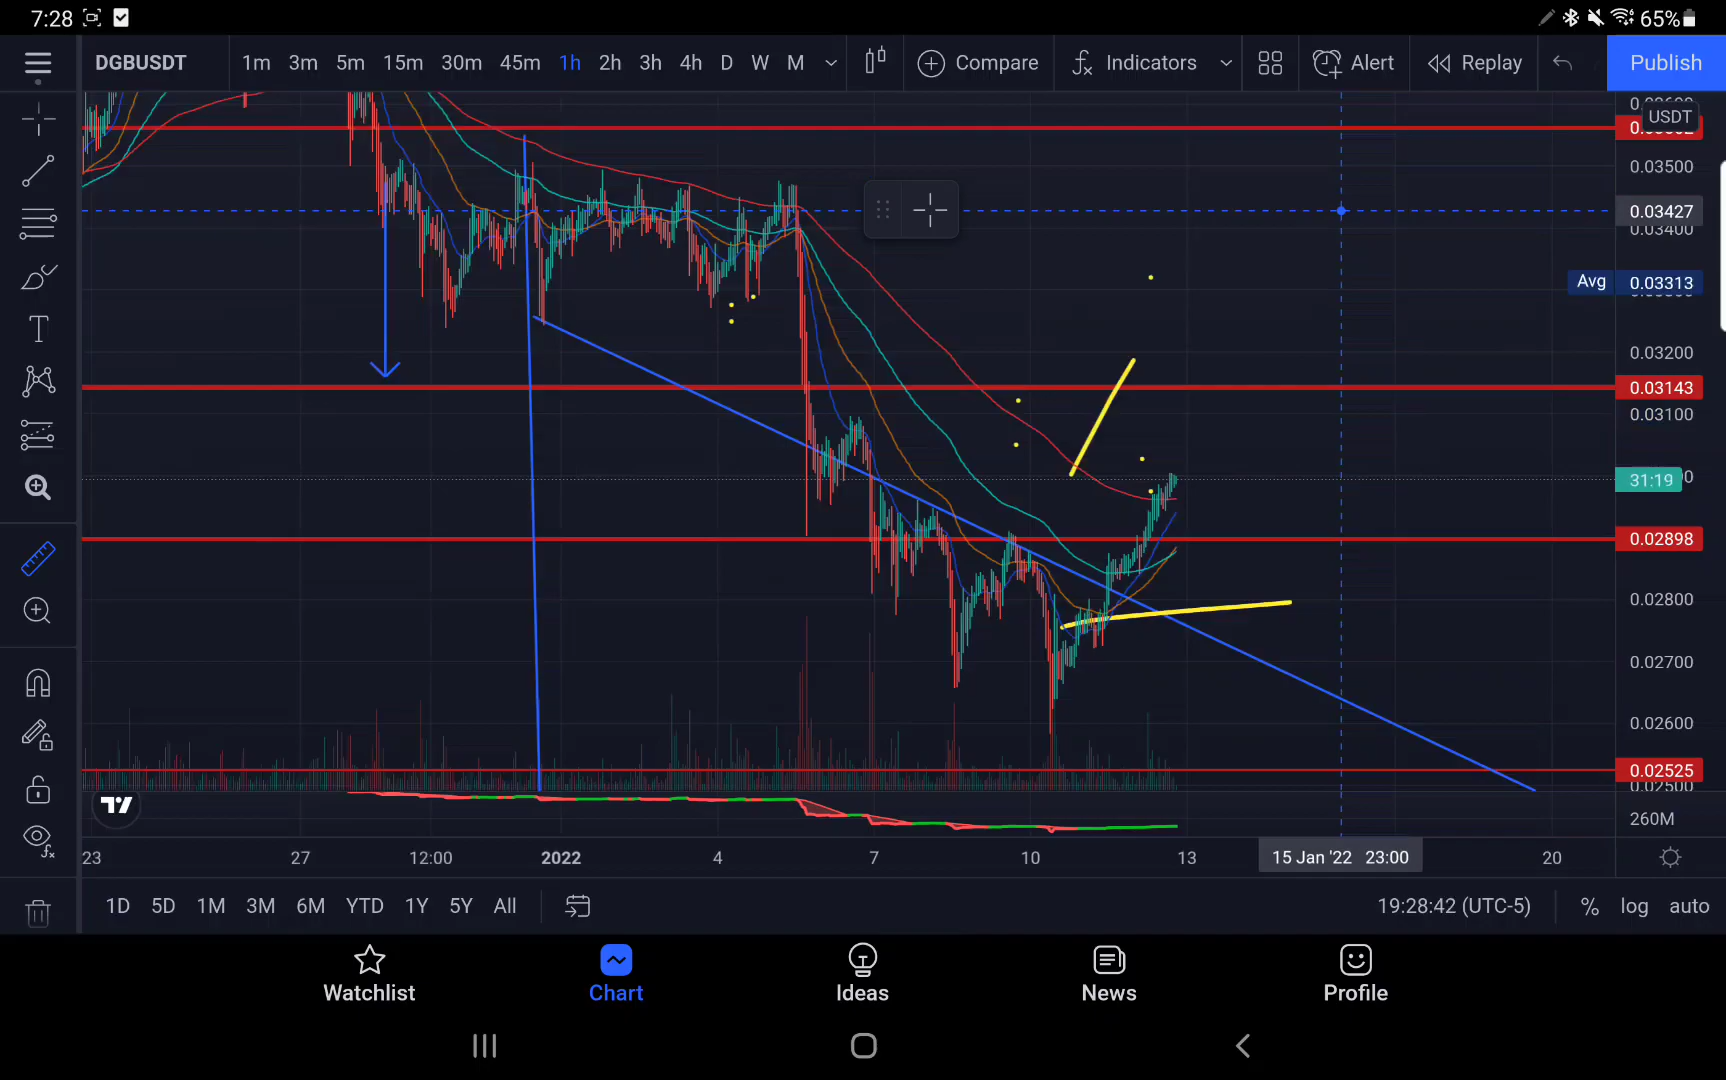 7:28
65%
DGBUSDT
1m 3m 5m 15m 30m 45m 1h 2h 3h 4h D W M
Compare
Indicators
Alert
Replay
Publish
USDT
0.03500
0.03427
0.03400
Avg 0.03313
0.03200
0.03143
0.03100
31:19
0.02898
0.02800
0.02700
0.02600
0.02525
0.02500
260M
23 27 12:00 2022 4 7 10 13 15 Jan '22 23:00 20
1D 5D 1M 3M 6M YTD 1Y 5Y All
19:28:42 (UTC-5)
% log auto
Watchlist
Chart
Ideas
News
Profile